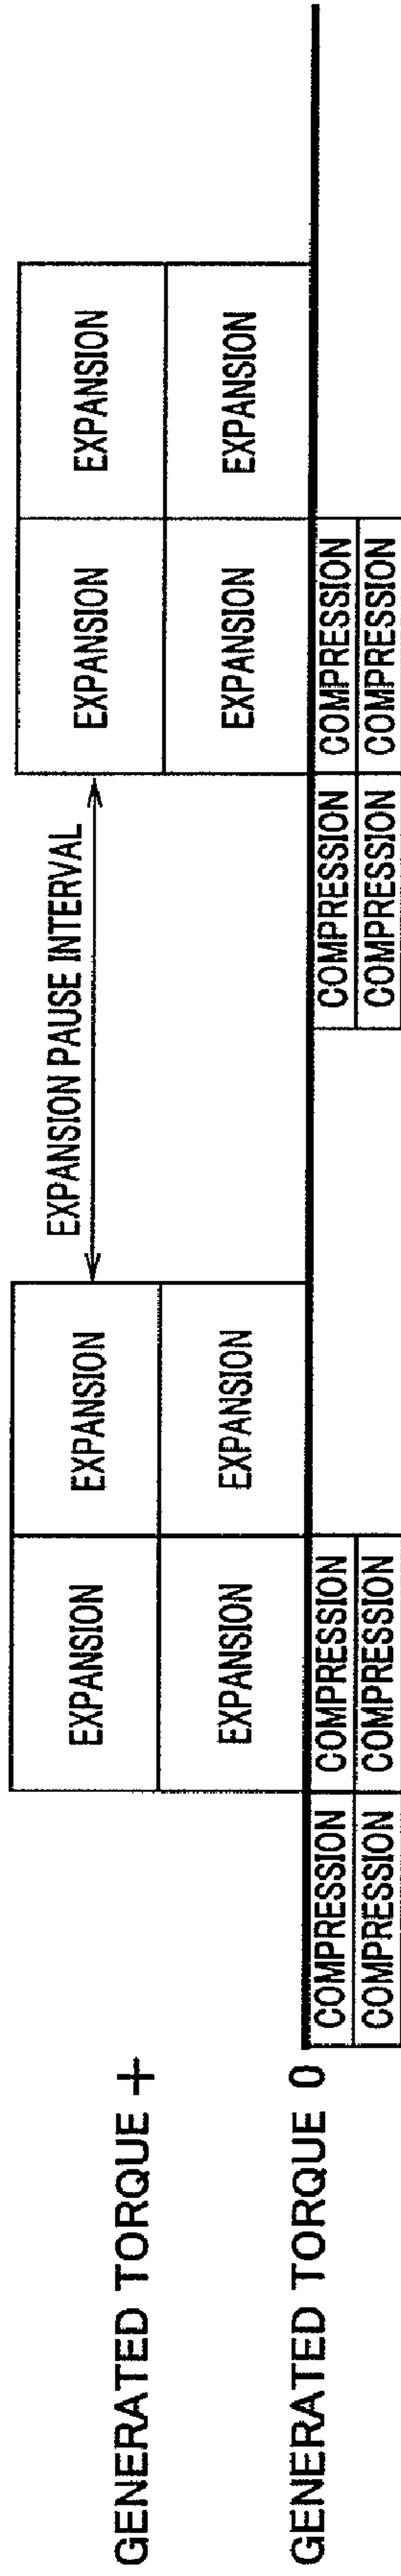 EXPANSION PAUSE INTERVAL
GENERATED TORQUE +
EXPANSION EXPANSION EXPANSION EXPANSION
EXPANSION EXPANSION EXPANSION EXPANSION
GENERATED TORQUE 0
COMPRESSION COMPRESSION COMPRESSION COMPRESSION
COMPRESSION COMPRESSION COMPRESSION COMPRESSION